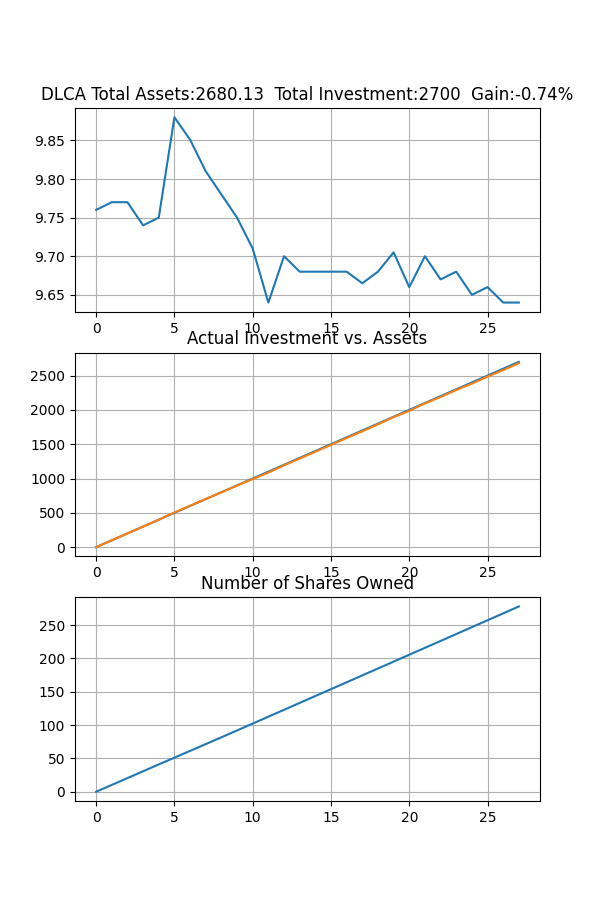 DLCA Total Assets:2680.13  Total Investment:2700  Gain:-0.74%
9.85
9.80
9.75
9.70
9.65
0 5 10 15 20 25
Actual Investment vs. Assets
2500
2000
1500
1000
500
0
0 5 10 15 20 25
Number of Shares Owned
250
200
150
100
50
0
0 5 10 15 20 25